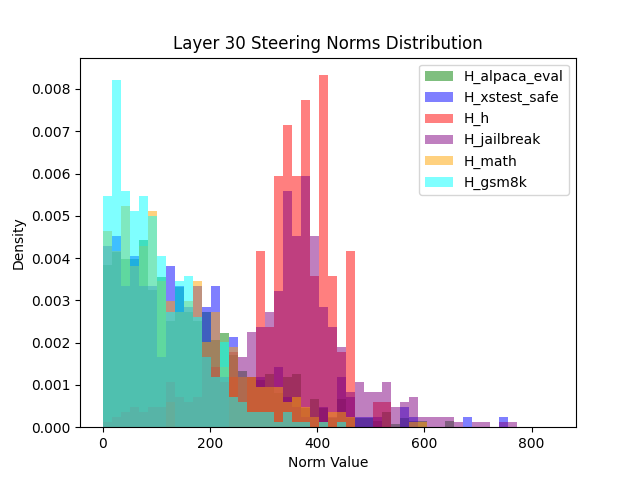 Layer 30 Steering Norms Distribution
H_alpaca_eval
H_xstest_safe
H_h
H_jailbreak
H_math
H_gsm8k
0.008
0.007
0.006
0.005
0.004
0.003
0.002
0.001
0.000
Density
0 200 400 600 800
Norm Value